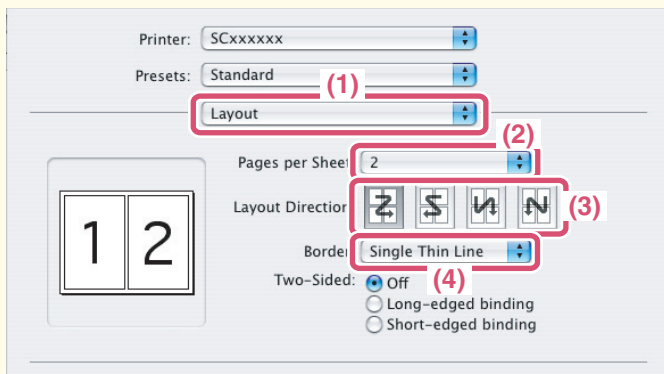 Printer: SCxxxxxx
Presets: Standard
(1)
Layout
(2)
Pages per Sheet 2
Layout Direction
(3)
Border Single Thin Line
(4)
Two-Sided: Off
Long-edged binding
Short-edged binding
1 2